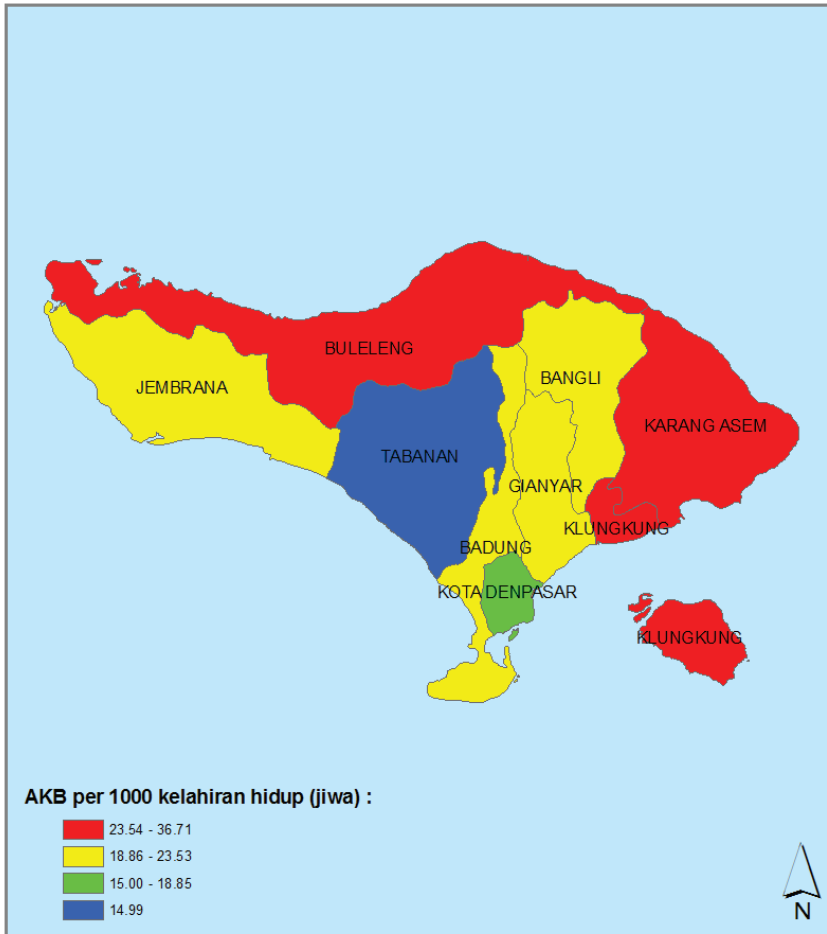 BULELENG
JEMBRANA
BANGLI
KARANG ASEM
TABANAN
GIANYAR
KLUNGKUNG
BADUNG
KOTA DENPASAR
KLUNGKUNG
AKB per 1000 kelahiran hidup (jiwa) :
23.54 - 36.71
18.86 - 23.53
15.00 - 18.85
14.99
N